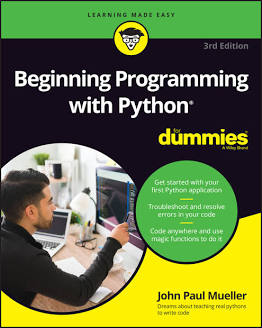 LEARNING MADE EASY
3rd Edition
Beginning Programming
with Python®
for
dummies
A Wiley Brand
Get started with your
first Python application
Troubleshoot and resolve
errors in your code
Code anywhere and use
magic functions to do it
John Paul Mueller
Dreams about teaching real pythons
to write code